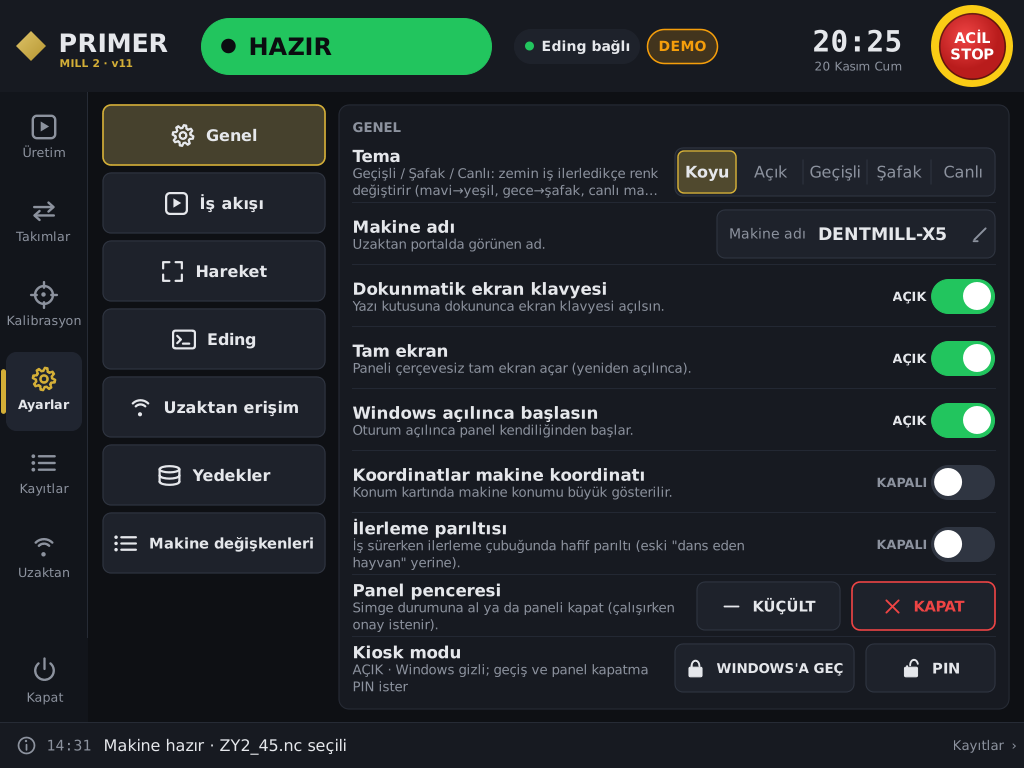 PRIMER
MILL 2 · v11
HAZIR
Eding bağlı
DEMO
20:25
20 Kasım Cum
ACİL
STOP
Üretim
Takımlar
Kalibrasyon
Ayarlar
Kayıtlar
Uzaktan
Kapat
Genel
İş akışı
Hareket
Eding
Uzaktan erişim
Yedekler
Makine değişkenleri
GENEL
Tema
Geçişli / Şafak / Canlı: zemin iş ilerledikçe renk
değiştirir (mavi→yeşil, gece→şafak, canlı ma…
Koyu
Açık
Geçişli
Şafak
Canlı
Makine adı
Uzaktan portalda görünen ad.
Makine adı
DENTMILL-X5
Dokunmatik ekran klavyesi
Yazı kutusuna dokununca ekran klavyesi açılsın.
AÇIK
Tam ekran
Paneli çerçevesiz tam ekran açar (yeniden açılınca).
AÇIK
Windows açılınca başlasın
Oturum açılınca panel kendiliğinden başlar.
AÇIK
Koordinatlar makine koordinatı
Konum kartında makine konumu büyük gösterilir.
KAPALI
İlerleme parıltısı
İş sürerken ilerleme çubuğunda hafif parıltı (eski "dans eden
hayvan" yerine).
KAPALI
Panel penceresi
Simge durumuna al ya da paneli kapat (çalışırken
onay istenir).
KÜÇÜLT
KAPAT
Kiosk modu
AÇIK · Windows gizli; geçiş ve panel kapatma
PIN ister
WINDOWS'A GEÇ
PIN
14:31
Makine hazır · ZY2_45.nc seçili
Kayıtlar ›